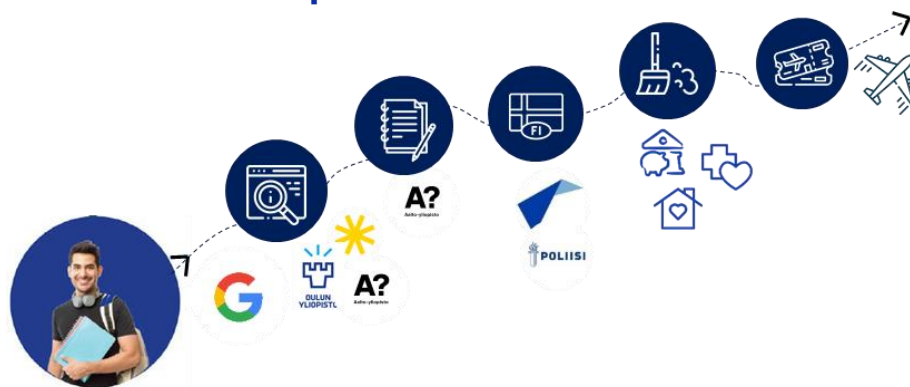 FI
A?
Aalto-yliopisto
OULUN
YLIOPISTO
A?
Aalto-yliopisto
POLIISI